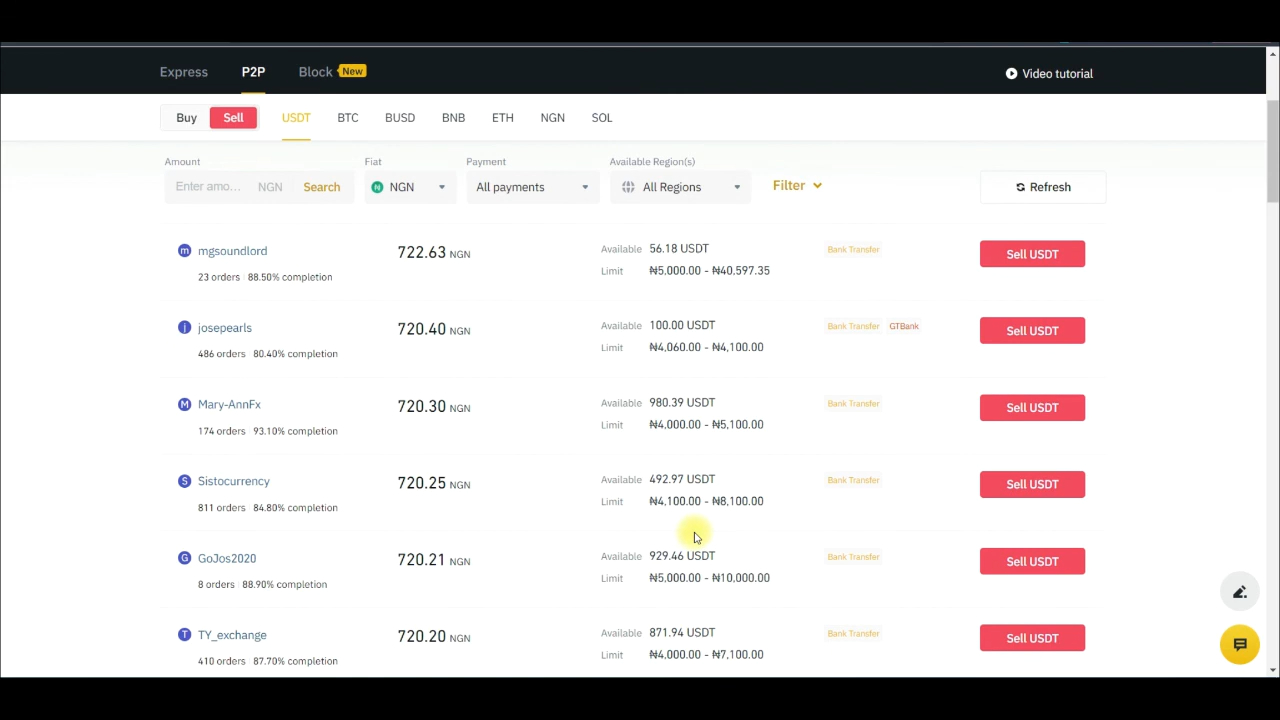 Express P2P Block New Video tutorial
Buy Sell USDT BTC BUSD BNB ETH NGN SOL
Amount Fiat Payment Available Region(s)
Enter amo... NGN Search NGN All payments All Regions Filter Refresh
m mgsoundlord 722.63 NGN Available 56.18 USDT Bank Transfer Sell USDT
23 orders 88.50% completion Limit ₦5,000.00 - ₦40,597.35
j josepearls 720.40 NGN Available 100.00 USDT Bank Transfer GTBank Sell USDT
486 orders 80.40% completion Limit ₦4,060.00 - ₦4,100.00
M Mary-AnnFx 720.30 NGN Available 980.39 USDT Bank Transfer Sell USDT
174 orders 93.10% completion Limit ₦4,000.00 - ₦5,100.00
S Sistocurrency 720.25 NGN Available 492.97 USDT Bank Transfer Sell USDT
811 orders 84.80% completion Limit ₦4,100.00 - ₦8,100.00
G GoJos2020 720.21 NGN Available 929.46 USDT Bank Transfer Sell USDT
8 orders 88.90% completion Limit ₦5,000.00 - ₦10,000.00
T TY_exchange 720.20 NGN Available 871.94 USDT Bank Transfer Sell USDT
410 orders 87.70% completion Limit ₦4,000.00 - ₦7,100.00